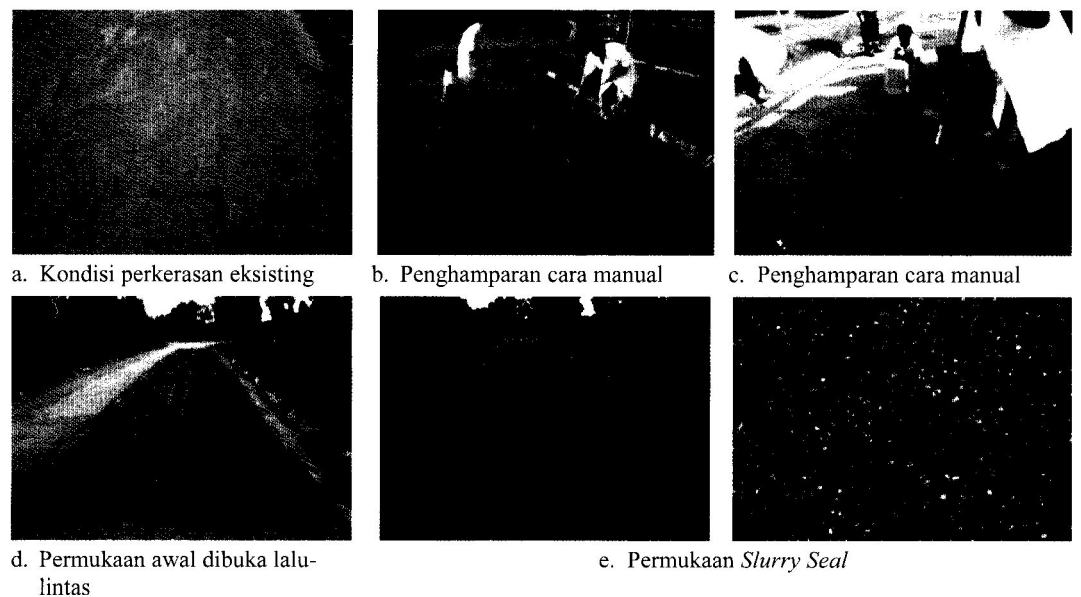 a. Kondisi perkerasan eksisting
b. Penghamparan cara manual
c. Penghamparan cara manual
d. Permukaan awal dibuka lalu-
lintas
e. Permukaan Slurry Seal